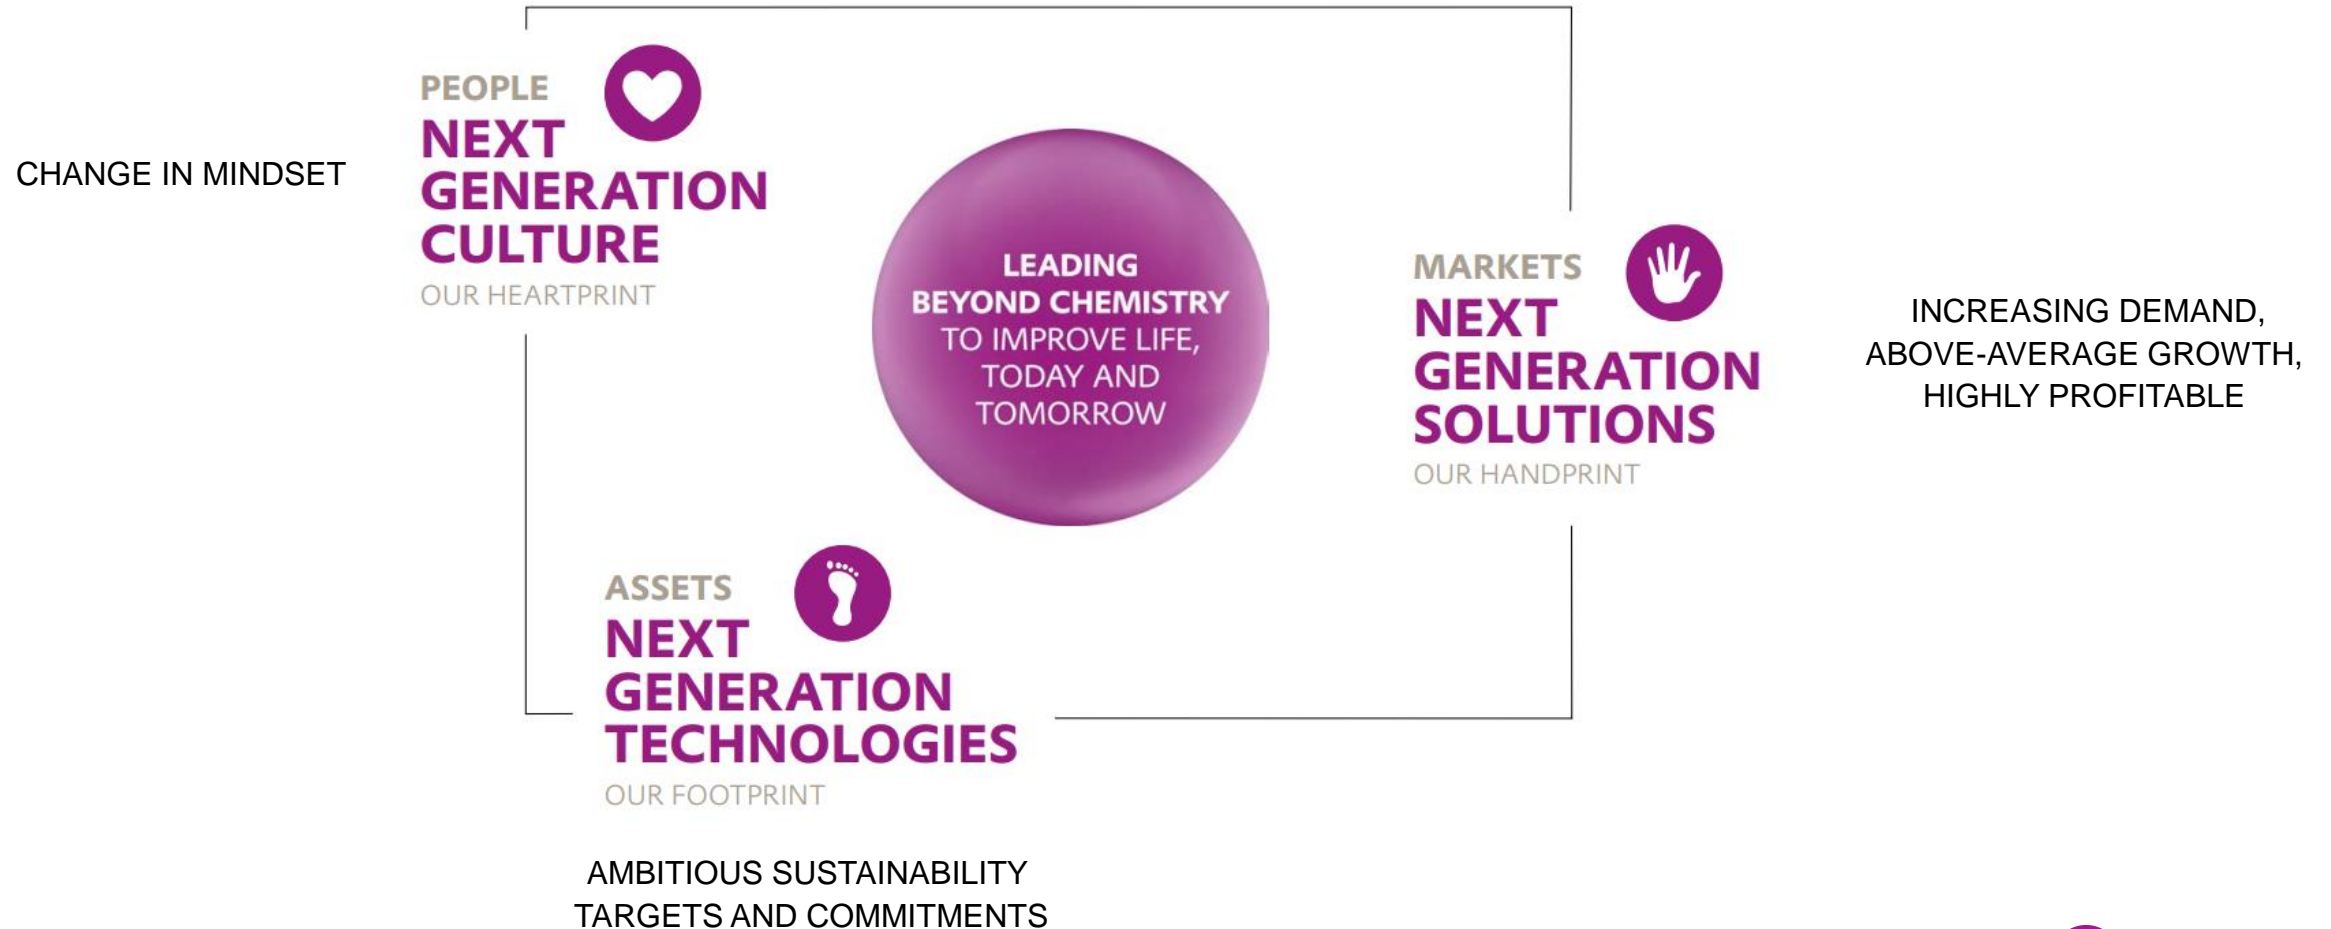 CHANGE IN MINDSET
PEOPLE
NEXT
GENERATION
CULTURE
OUR HEARTPRINT
LEADING
BEYOND CHEMISTRY
TO IMPROVE LIFE,
TODAY AND
TOMORROW
MARKETS
NEXT
GENERATION
SOLUTIONS
OUR HANDPRINT
INCREASING DEMAND,
ABOVE-AVERAGE GROWTH,
HIGHLY PROFITABLE
ASSETS
NEXT
GENERATION
TECHNOLOGIES
OUR FOOTPRINT
AMBITIOUS SUSTAINABILITY
TARGETS AND COMMITMENTS